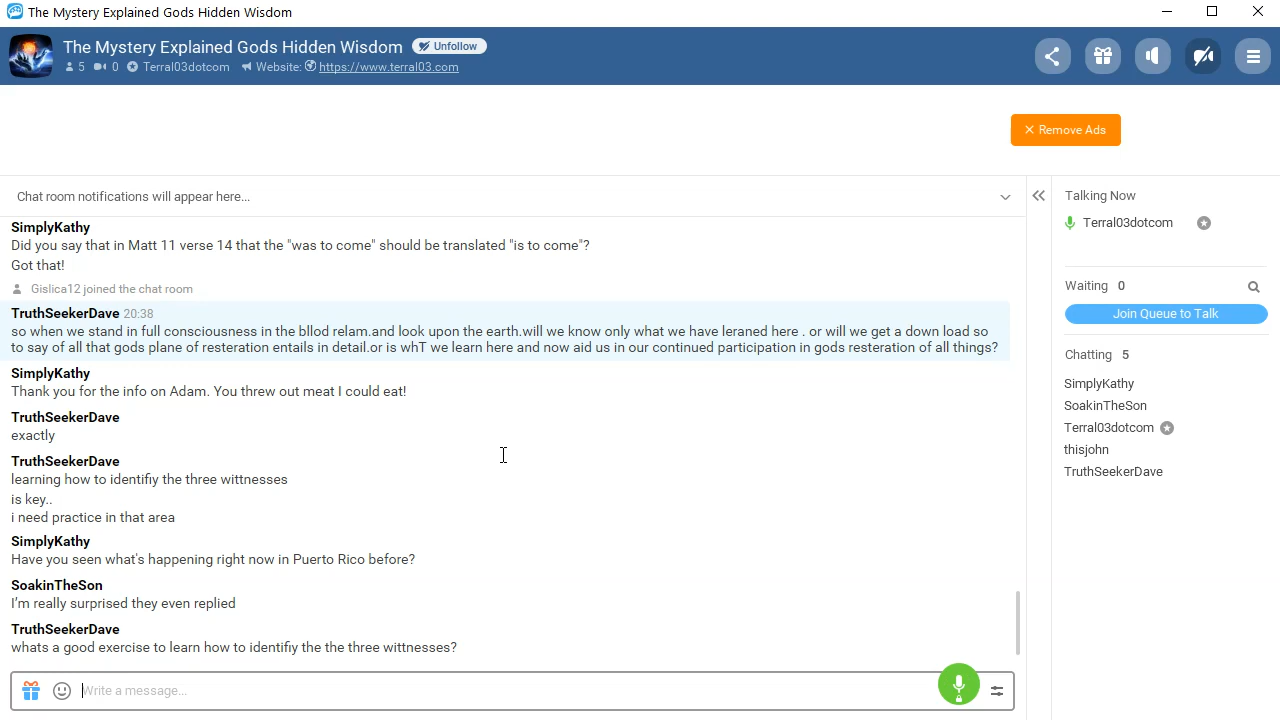 The Mystery Explained Gods Hidden Wisdom
The Mystery Explained Gods Hidden Wisdom Unfollow
5 0 Terral03dotcom Website: https://www.terral03.com
Remove Ads
Chat room notifications will appear here...
SimplyKathy
Did you say that in Matt 11 verse 14 that the "was to come" should be translated "is to come"?
Got that!
Gislica12 joined the chat room
TruthSeekerDave 20:38
so when we stand in full consciousness in the bllod relam.and look upon the earth.will we know only what we have leraned here . or will we get a down load so
to say of all that gods plane of resteration entails in detail.or is whT we learn here and now aid us in our continued participation in gods resteration of all things?
SimplyKathy
Thank you for the info on Adam. You threw out meat I could eat!
TruthSeekerDave
exactly
TruthSeekerDave
learning how to identifiy the three wittnesses
is key..
i need practice in that area
SimplyKathy
Have you seen what's happening right now in Puerto Rico before?
SoakinTheSon
I'm really surprised they even replied
TruthSeekerDave
whats a good exercise to learn how to identifiy the the three wittnesses?
Write a message...
Talking Now
Terral03dotcom
Waiting 0
Join Queue to Talk
Chatting 5
SimplyKathy
SoakinTheSon
Terral03dotcom
thisjohn
TruthSeekerDave